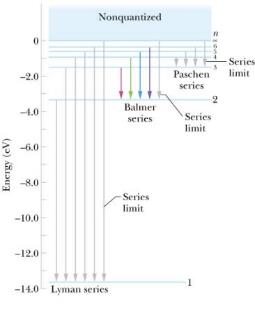 Nonquantized
n
∞
0
6
5
4
3
Series
limit
Paschen
series
−2.0
2
Balmer
series
Series
limit
−4.0
−6.0
Energy (eV)
−8.0
Series
limit
−10.0
−12.0
1
−14.0
Lyman series